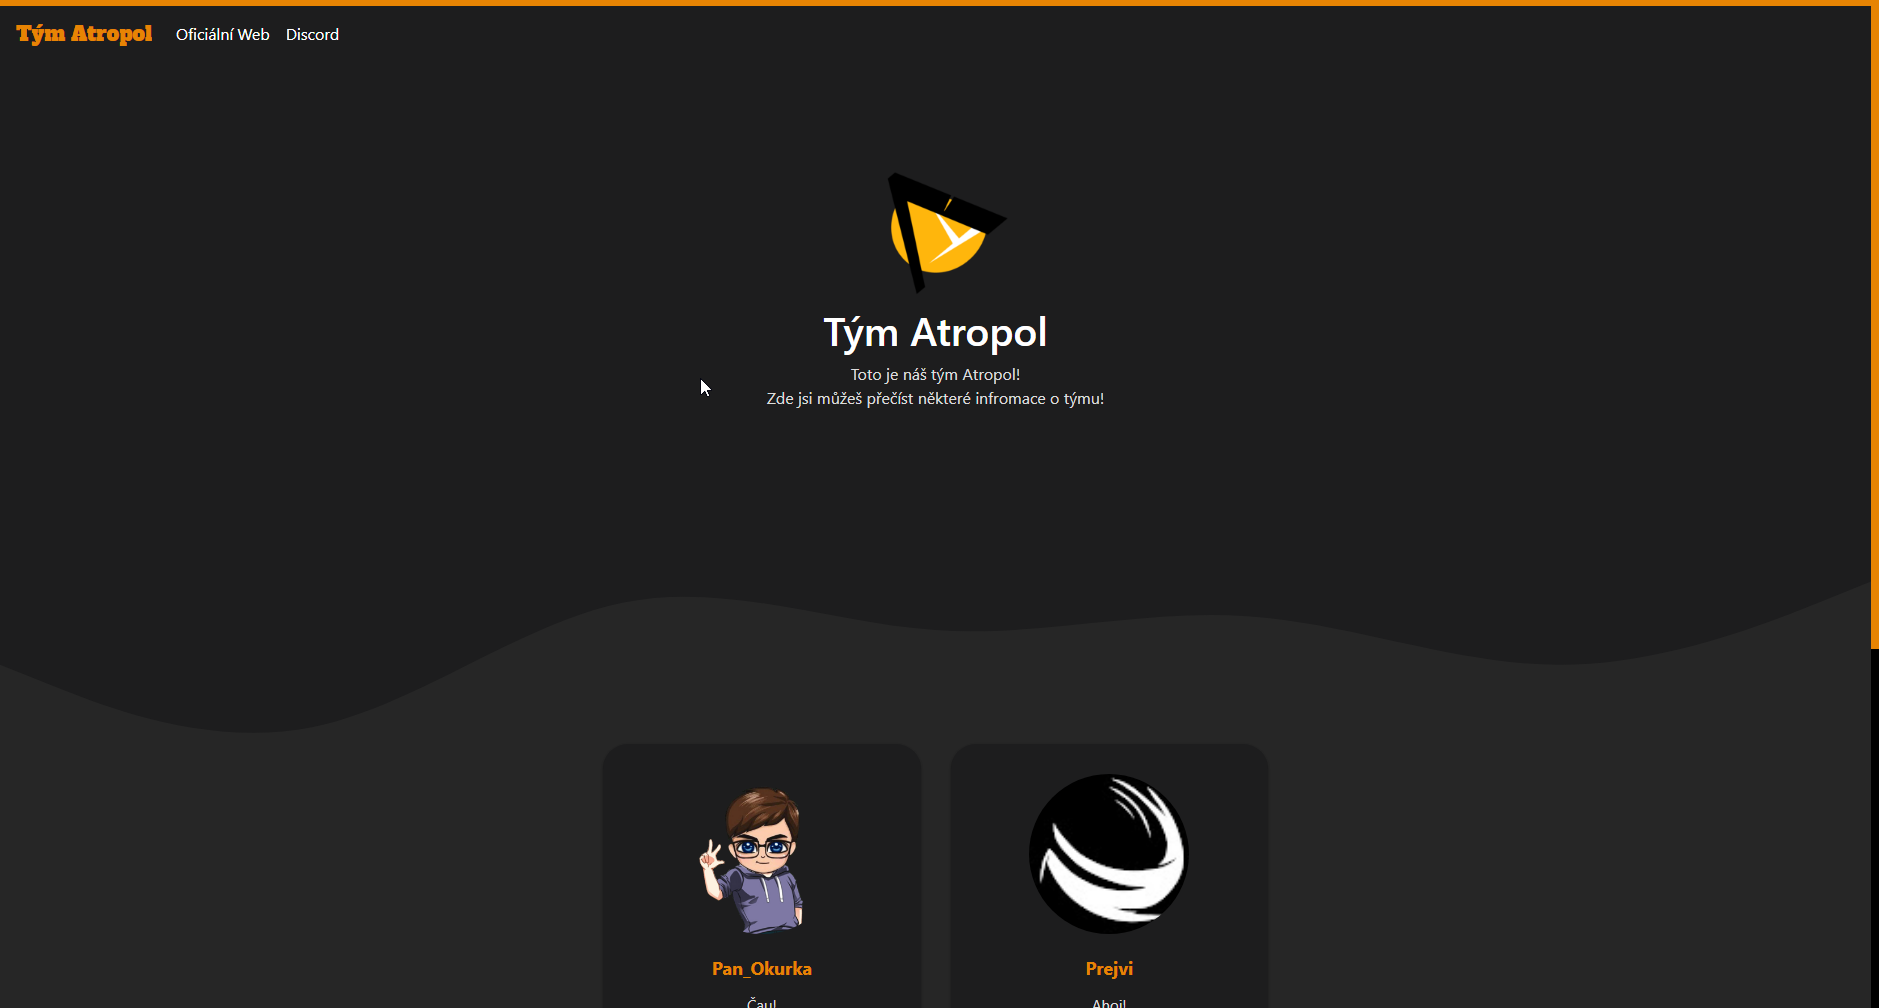 Tým Atropol
Oficiální Web
Discord
Tým Atropol
Toto je náš tým Atropol!
Zde jsi můžeš přečíst některé infromace o týmu!
Pan_Okurka
Prejvi
Čau!
Ahoj!